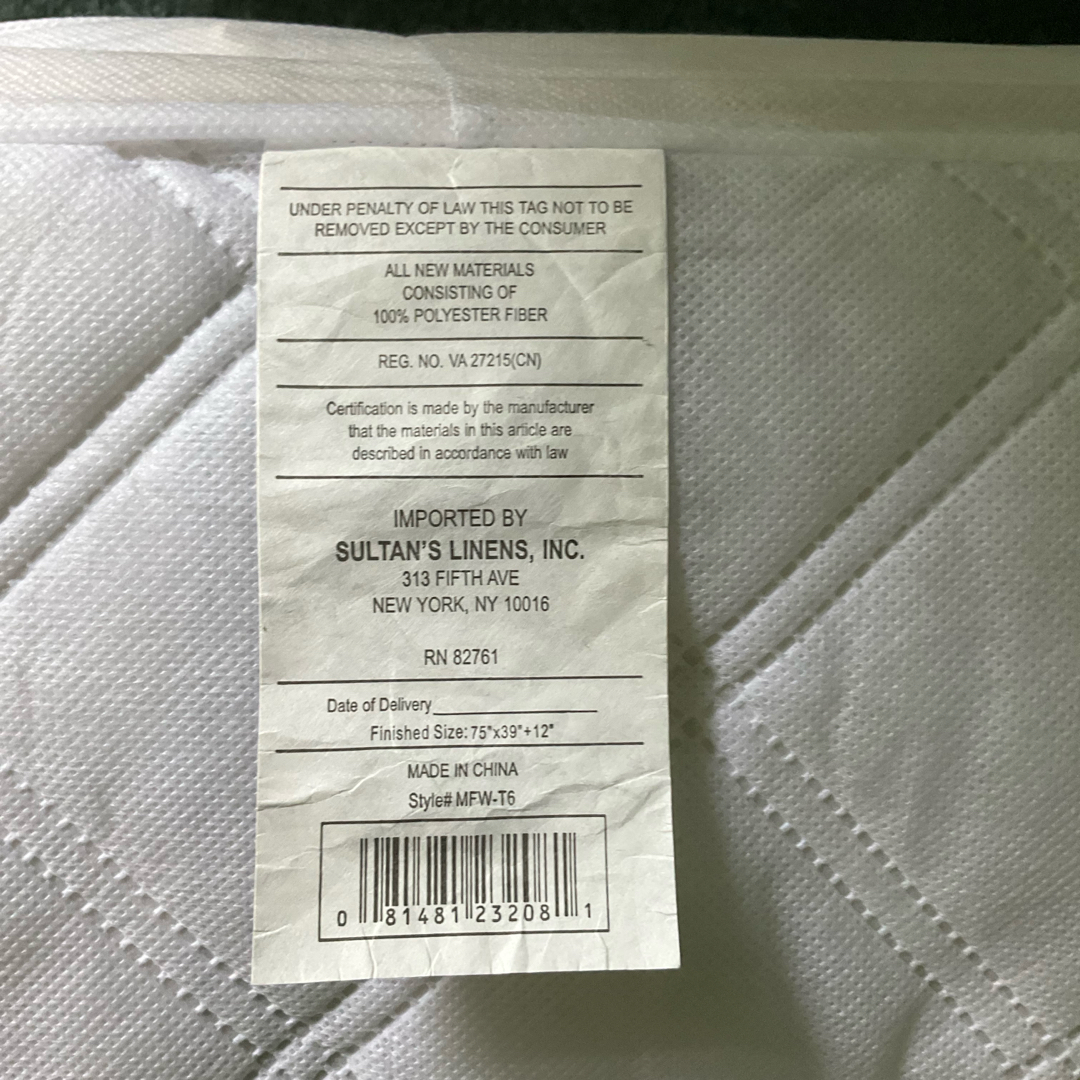 UNDER PENALTY OF LAW THIS TAG NOT TO BE
REMOVED EXCEPT BY THE CONSUMER
ALL NEW MATERIALS
CONSISTING OF
100% POLYESTER FIBER
REG. NO. VA 27215(CN)
Certification is made by the manufacturer
that the materials in this article are
described in accordance with law
IMPORTED BY
SULTAN'S LINENS, INC.
313 FIFTH AVE
NEW YORK, NY 10016
RN 82761
Date of Delivery
Finished Size: 75"x39"+12"
MADE IN CHINA
Style# MFW-T6
0 81481 23208 1